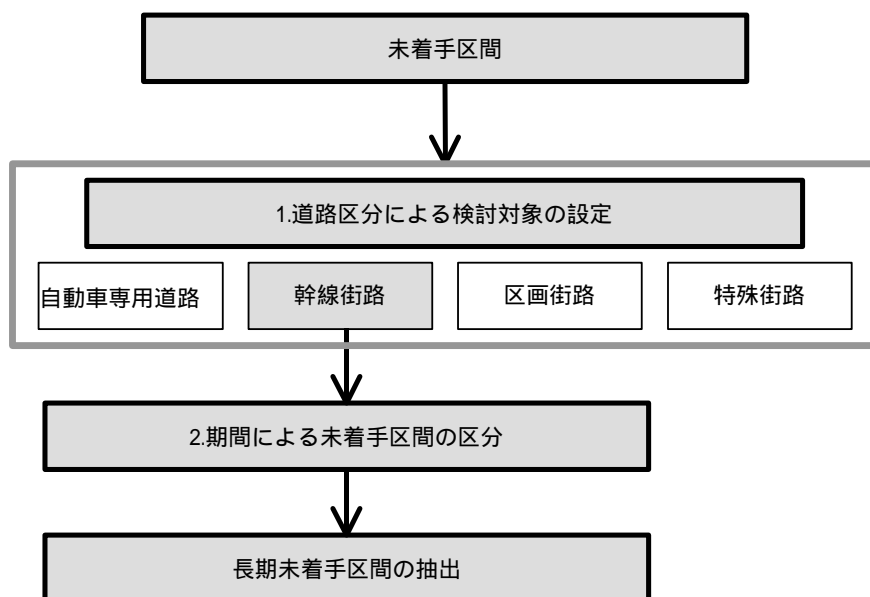 未着手区間
1.道路区分による検討対象の設定
自動車専用道路
幹線街路
区画街路
特殊街路
2.期間による未着手区間の区分
長期未着手区間の抽出